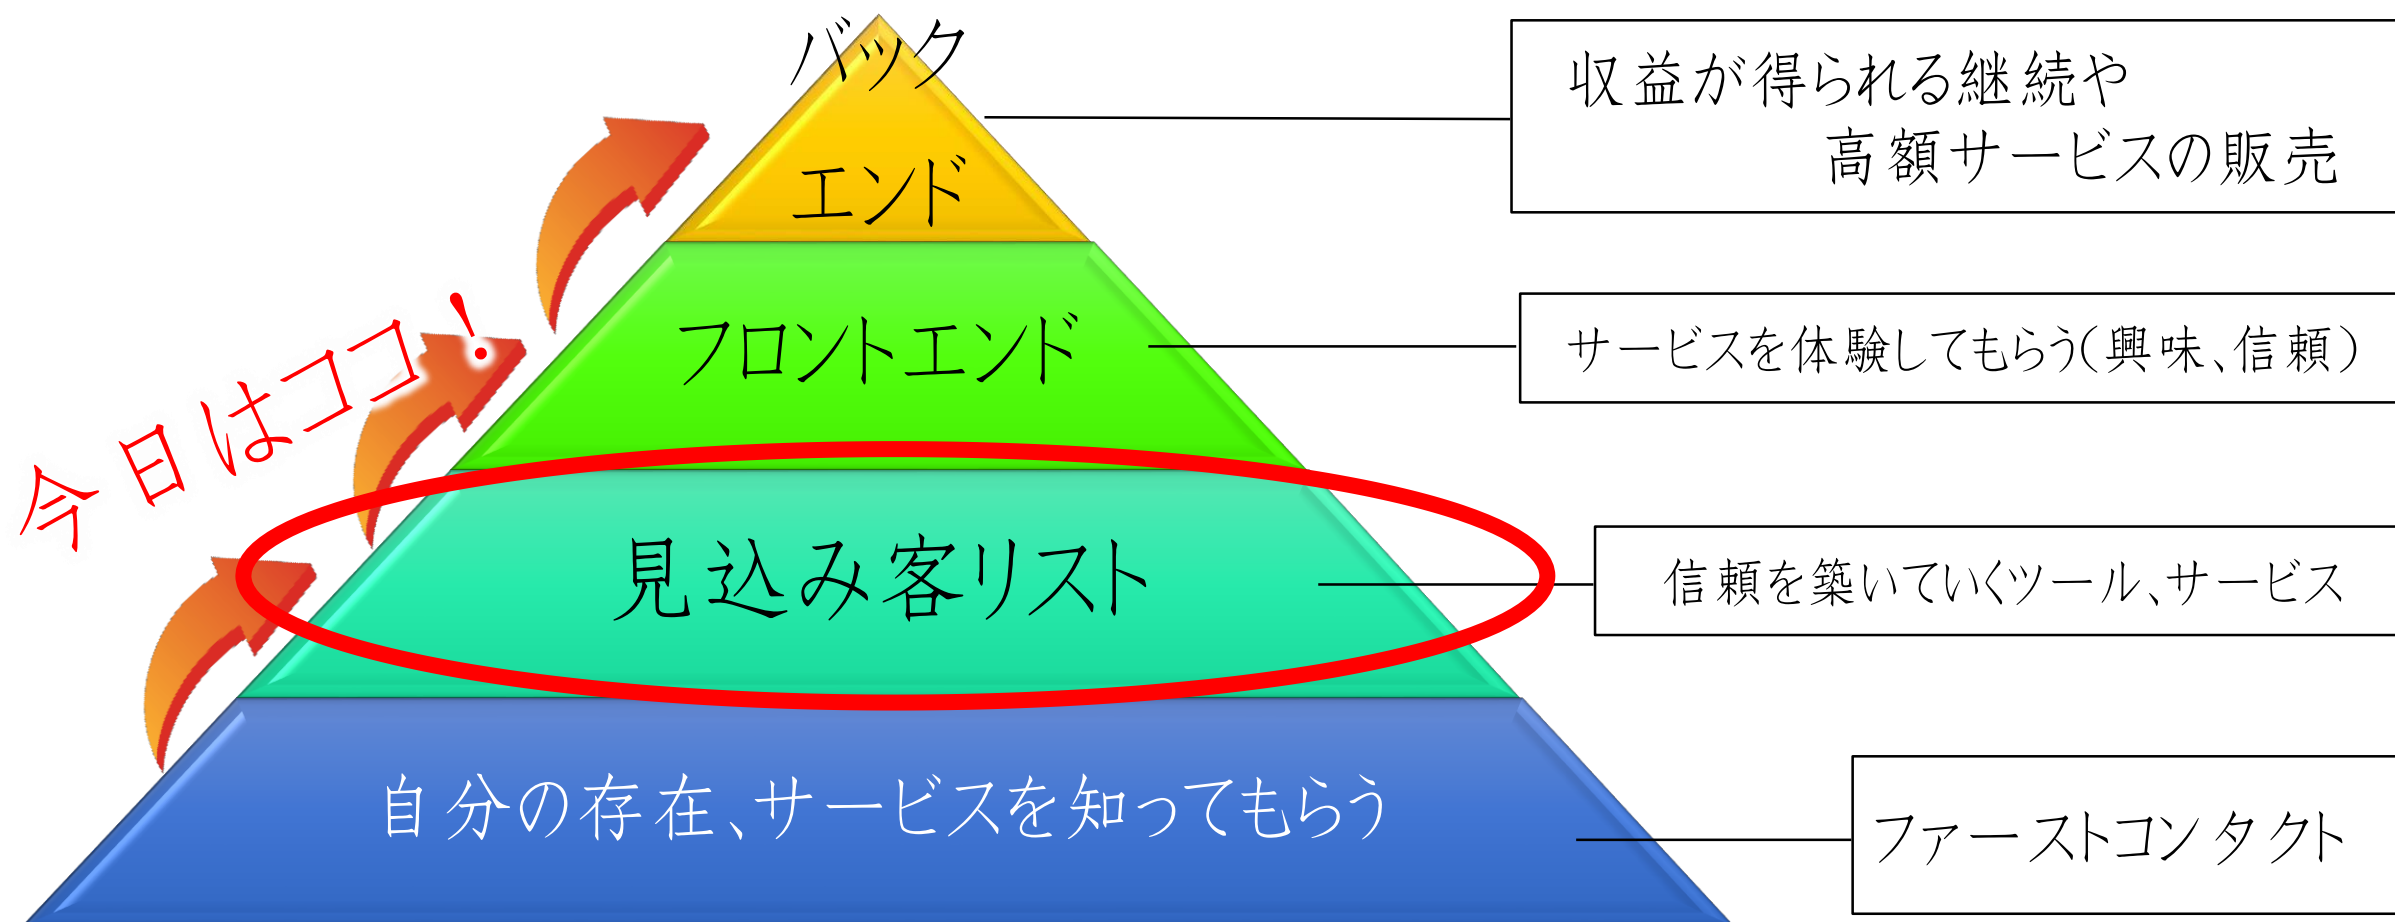 バック
エンド
収益が得られる継続や
高額サービスの販売
フロントエンド
サービスを体験してもらう(興味、信頼)
今日はココ!
見込み客リスト
信頼を築いていくツール、サービス
自分の存在、サービスを知ってもらう
ファーストコンタクト